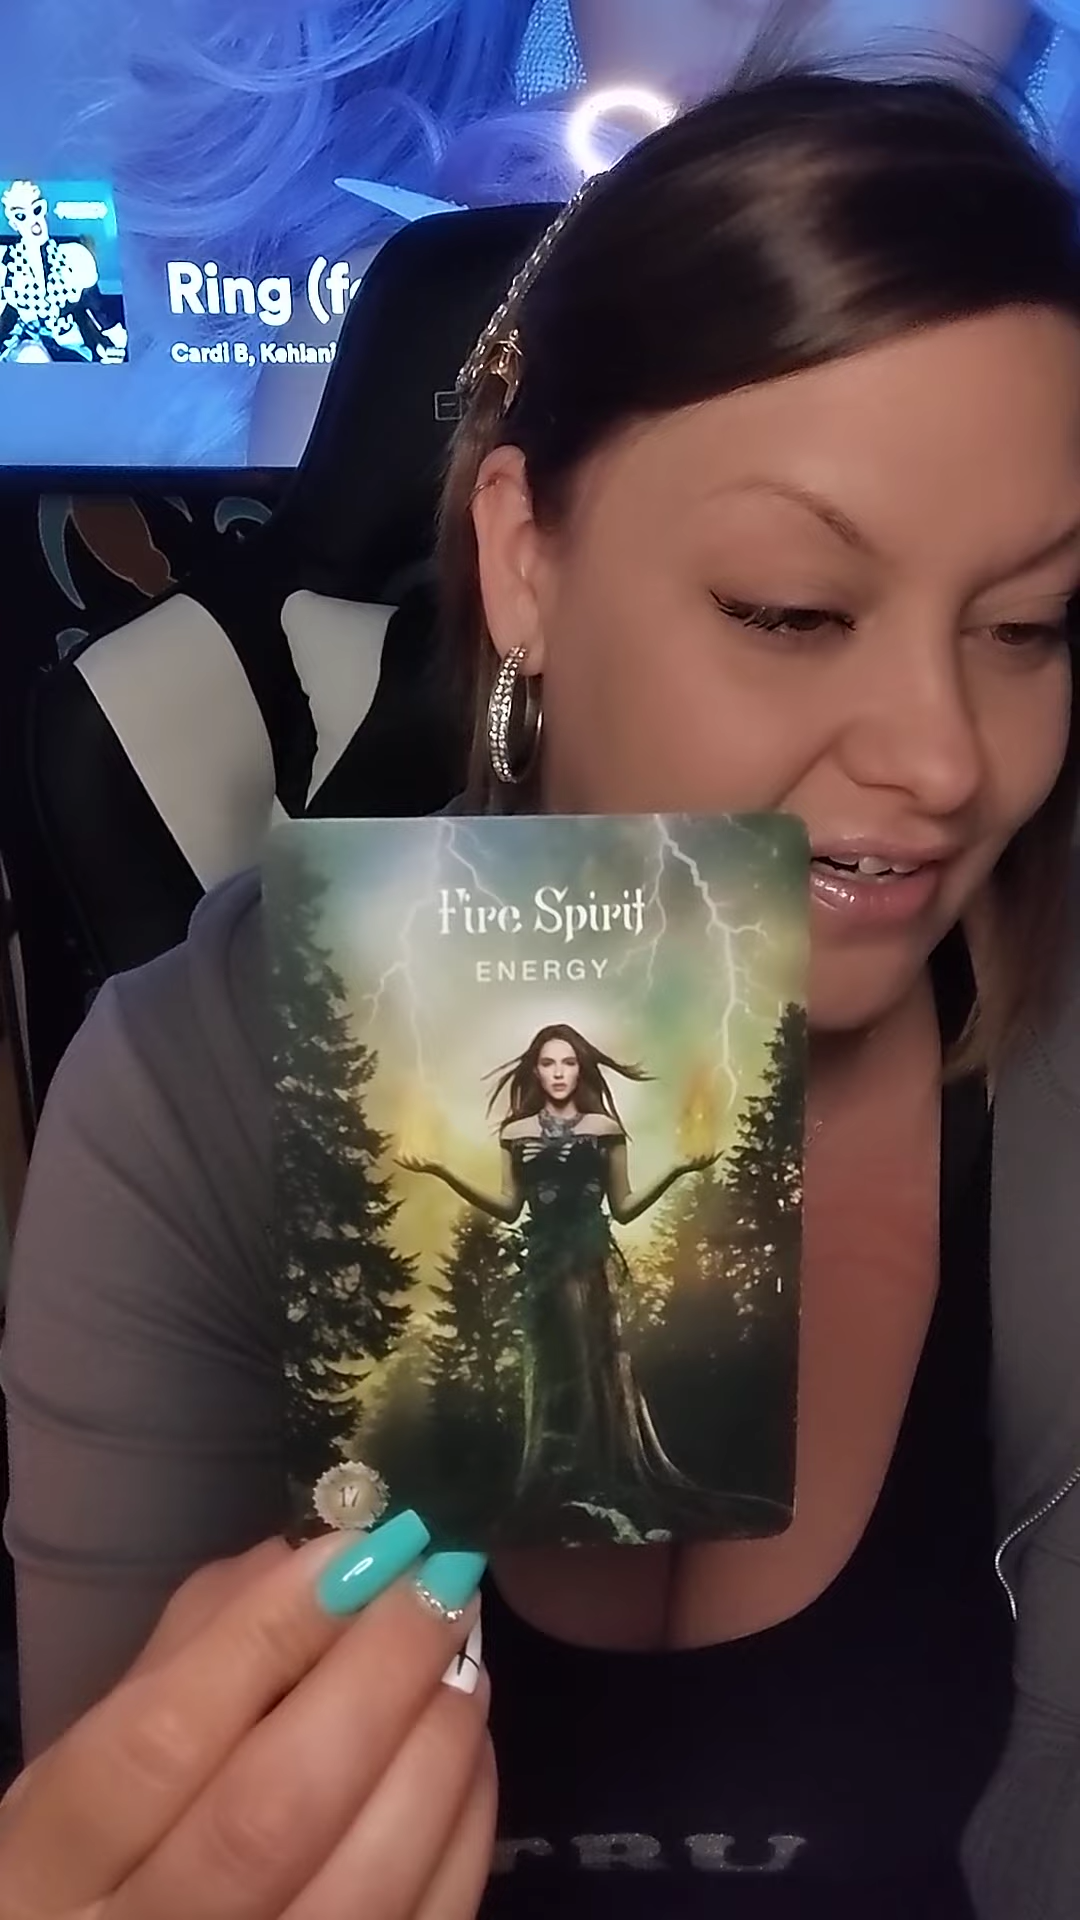 Ring (f
Cardi B, Kehlani
Fire Spirit
ENERGY
17
TRU